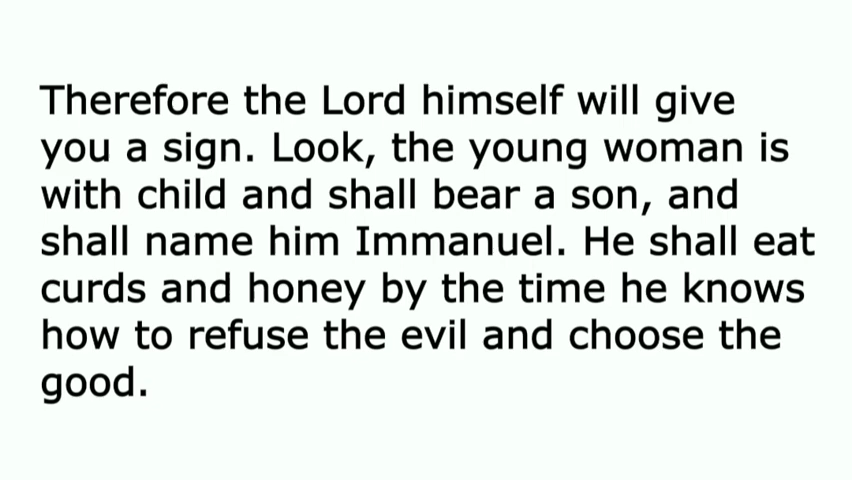 Therefore the Lord himself will give
you a sign. Look, the young woman is
with child and shall bear a son, and
shall name him Immanuel. He shall eat
curds and honey by the time he knows
how to refuse the evil and choose the
good.